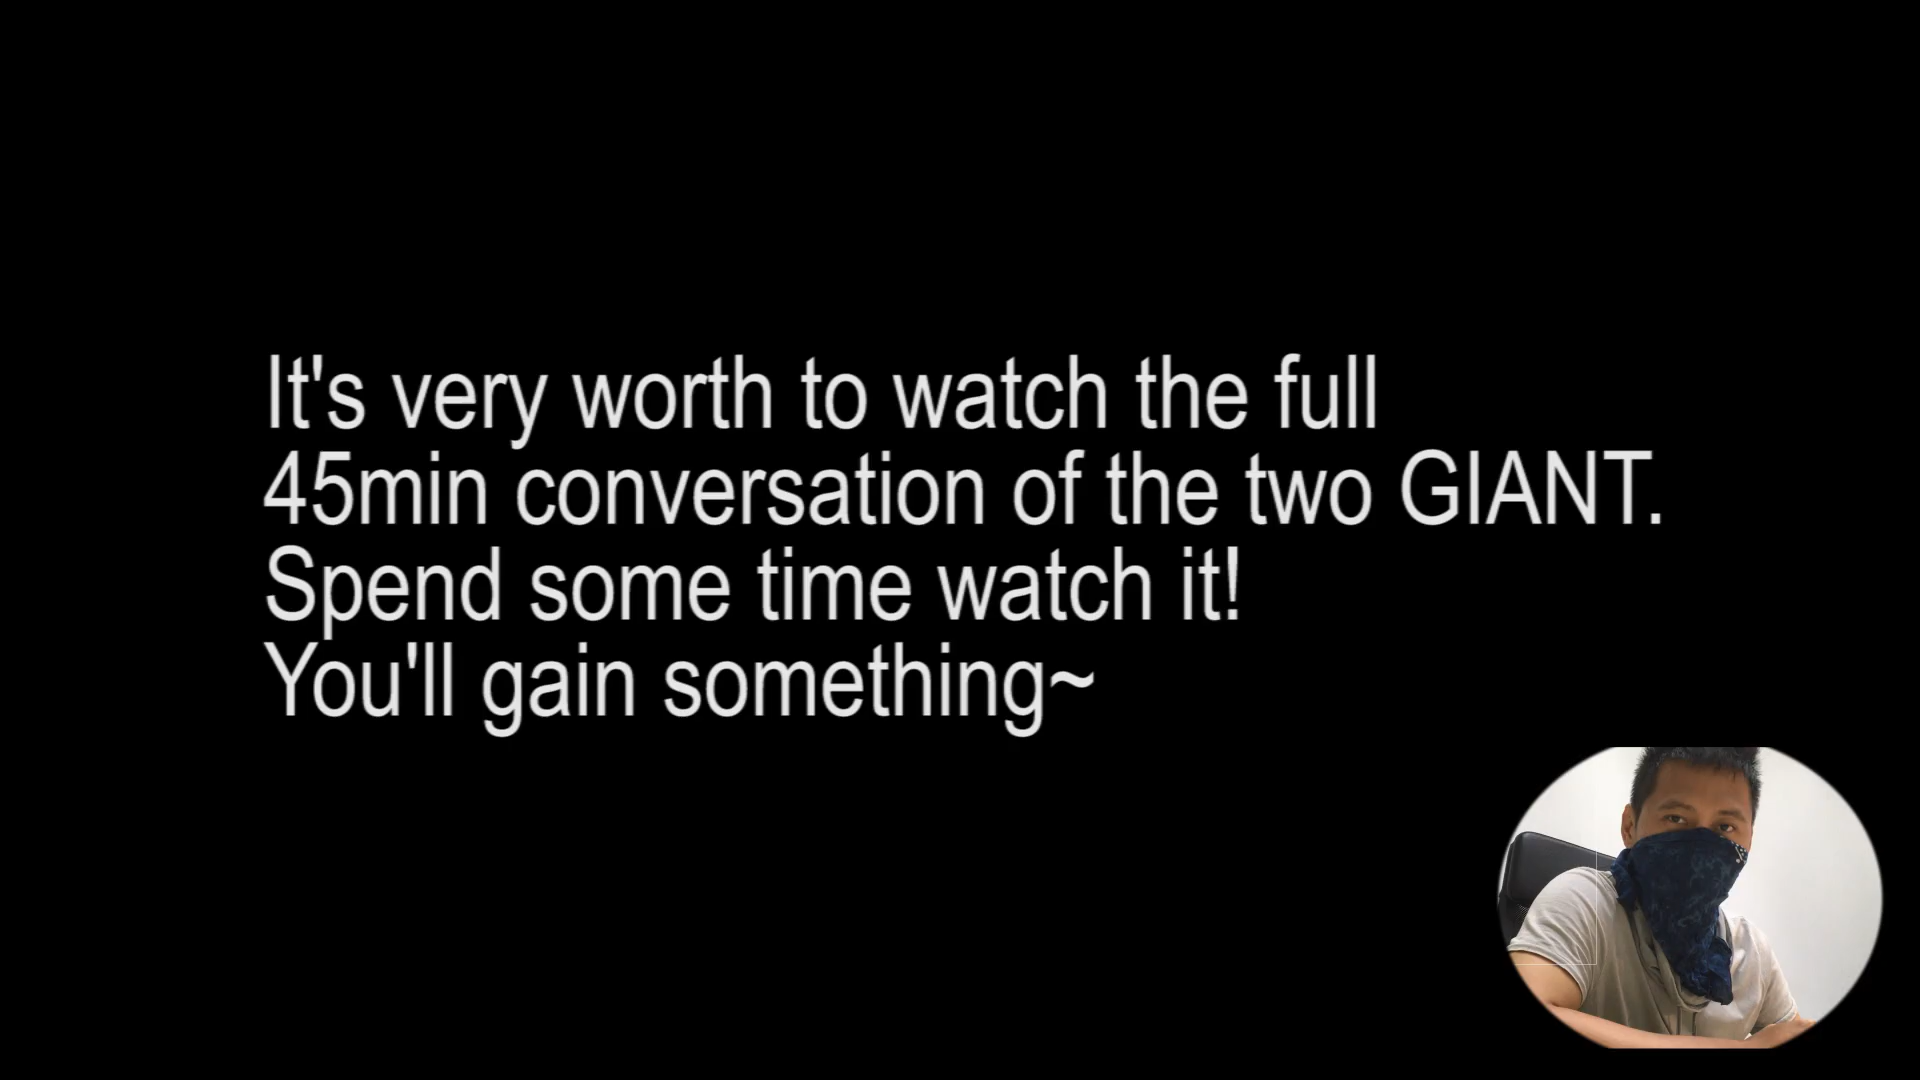 It's very worth to watch the full
45min conversation of the two GIANT.
Spend some time watch it!
You'll gain something~